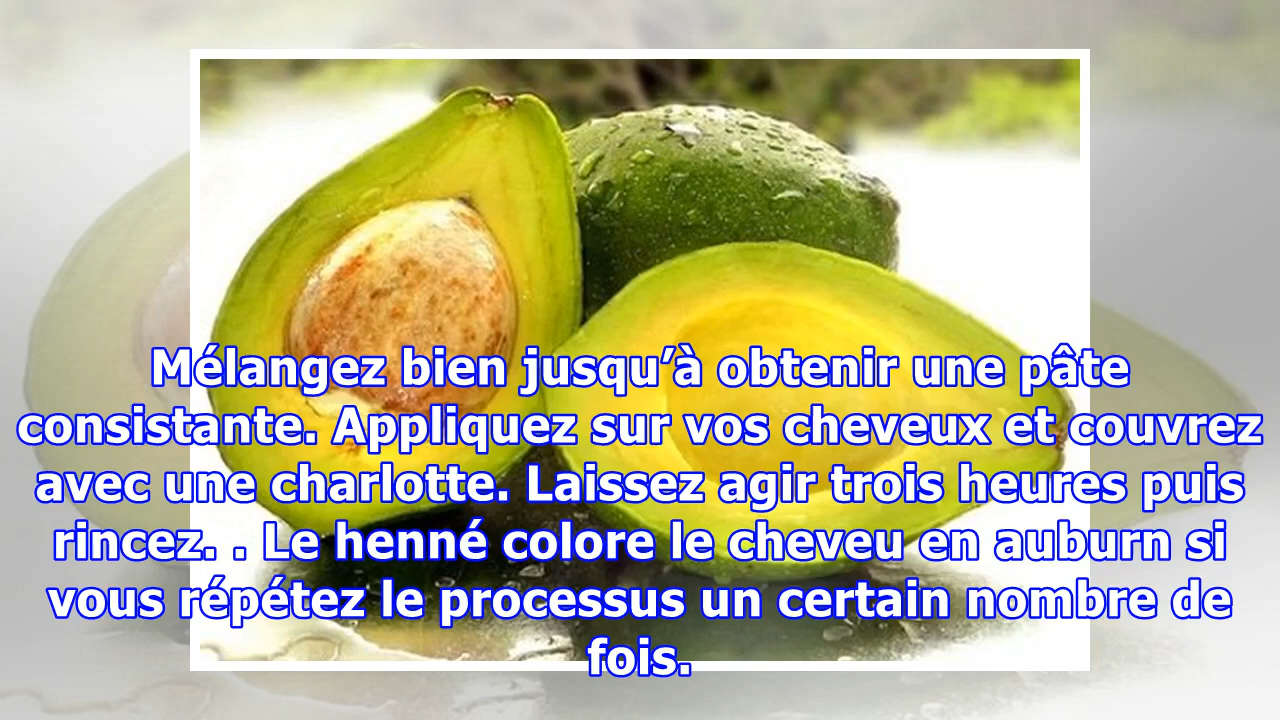 Mélangez bien jusqu’à obtenir une pâte
consistante. Appliquez sur vos cheveux et couvrez
avec une charlotte. Laissez agir trois heures puis
rincez. . Le henné colore le cheveu en auburn si
vous répétez le processus un certain nombre de
fois.